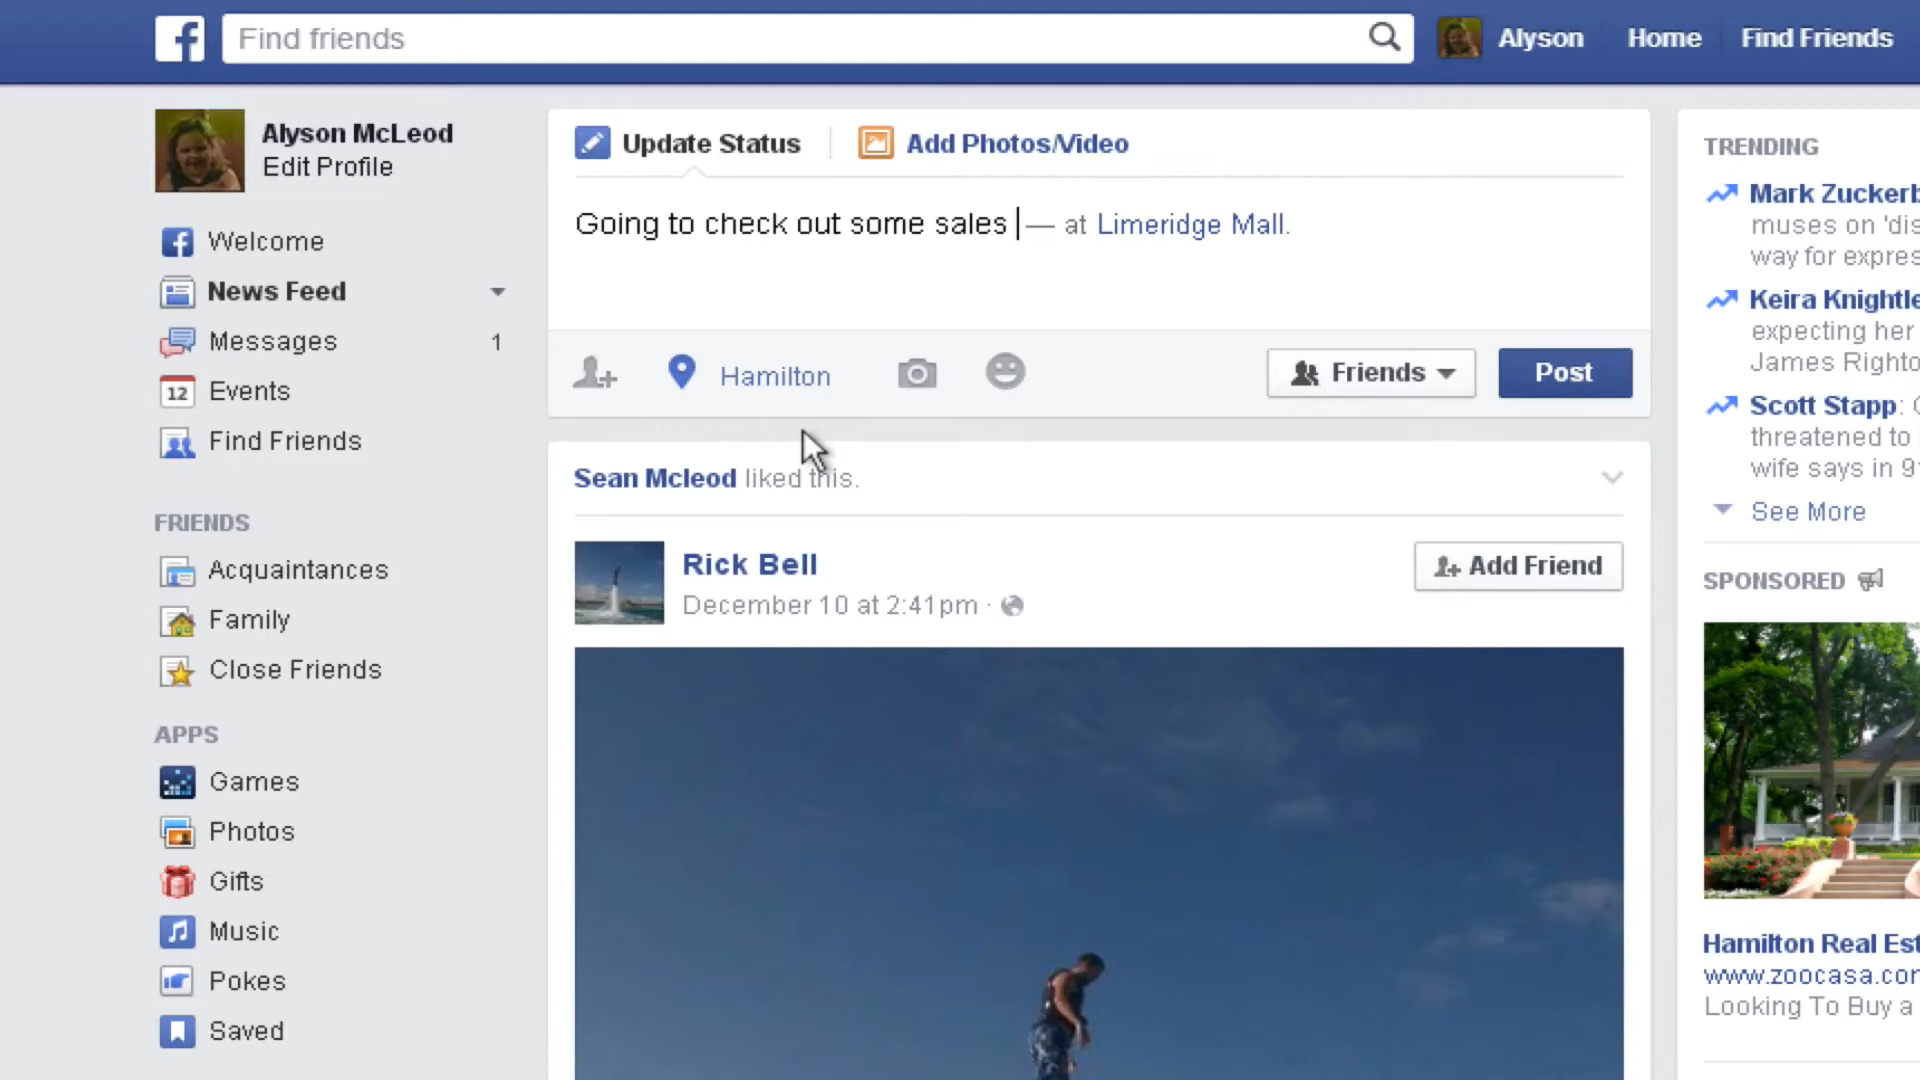 Find friends
Alyson
Home
Find Friends
Alyson McLeod
Edit Profile
Welcome
News Feed
Messages 1
12 Events
Find Friends
FRIENDS
Acquaintances
Family
Close Friends
APPS
Games
Photos
Gifts
Music
Pokes
Saved
Update Status
Add Photos/Video
Going to check out some sales — at Limeridge Mall.
Hamilton
Friends
Post
Sean Mcleod liked this.
Rick Bell
December 10 at 2:41pm ·
Add Friend
TRENDING
Mark Zuckerb
muses on 'dis
way for expres
Keira Knightle
expecting her
James Righto
Scott Stapp:
threatened to
wife says in 9
See More
SPONSORED
Hamilton Real Est
www.zoocasa.com
Looking To Buy a